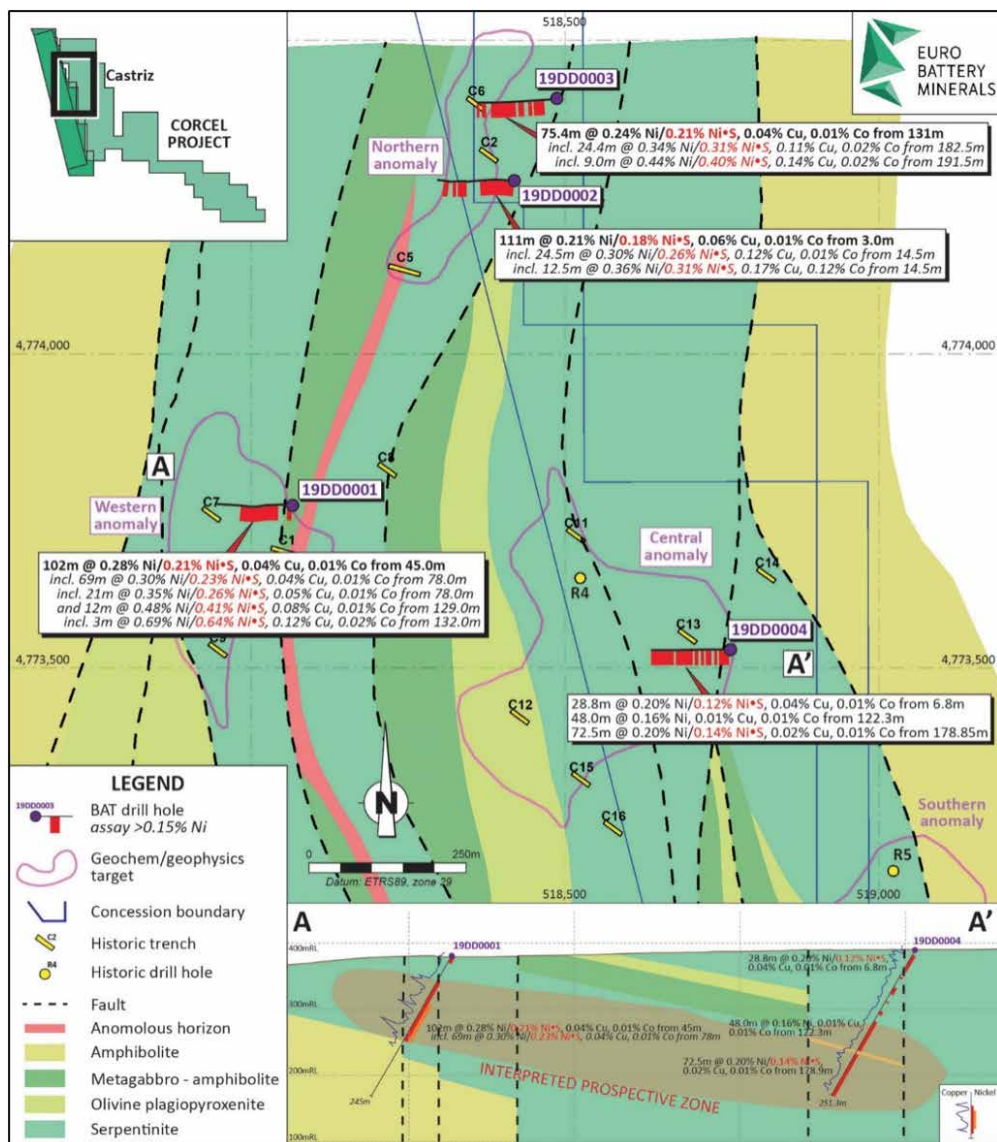 Castriz
CORCEL
PROJECT
518,500
EURO
BATTERY
MINERALS
C6
19DD0003
75.4m @ 0.24% Ni/0.21% Ni•S, 0.04% Cu, 0.01% Co from 131m
incl. 24.4m @ 0.34% Ni/0.31% Ni•S, 0.11% Cu, 0.02% Co from 182.5m
incl. 9.0m @ 0.44% Ni/0.40% Ni•S, 0.14% Cu, 0.02% Co from 191.5m
Northern
anomaly
C2
19DD0002
111m @ 0.21% Ni/0.18% Ni•S, 0.06% Cu, 0.01% Co from 3.0m
incl. 24.5m @ 0.30% Ni/0.26% Ni•S, 0.12% Cu, 0.01% Co from 14.5m
incl. 12.5m @ 0.36% Ni/0.31% Ni•S, 0.17% Cu, 0.12% Co from 14.5m
C5
4,774,000
4,774,000
A
C8
19DD0001
Western
anomaly
C7
C1
102m @ 0.28% Ni/0.21% Ni•S, 0.04% Cu, 0.01% Co from 45.0m
incl. 69m @ 0.30% Ni/0.23% Ni•S, 0.04% Cu, 0.01% Co from 78.0m
incl. 21m @ 0.35% Ni/0.26% Ni•S, 0.05% Cu, 0.01% Co from 78.0m
and 12m @ 0.48% Ni/0.41% Ni•S, 0.08% Cu, 0.01% Co from 129.0m
incl. 3m @ 0.69% Ni/0.64% Ni•S, 0.12% Cu, 0.02% Co from 132.0m
C9
C11
Central
anomaly
C14
R4
C13
19DD0004
A'
4,773,500
4,773,500
28.8m @ 0.20% Ni/0.12% Ni•S, 0.04% Cu, 0.01% Co from 6.8m
48.0m @ 0.16% Ni, 0.01% Cu, 0.01% Co from 122.3m
72.5m @ 0.20% Ni/0.14% Ni•S, 0.02% Cu, 0.01% Co from 178.85m
C12
C15
C16
Southern
anomaly
R5
N
0
250m
Datum: ETRS89, zone 29
518,500
519,000
LEGEND
19DD0003
BAT drill hole
assay >0.15% Ni
Geochem/geophysics
target
Concession boundary
C2
Historic trench
R4
Historic drill hole
Fault
Anomolous horizon
Amphibolite
Metagabbro - amphibolite
Olivine plagiopyroxenite
Serpentinite
A
A'
400mRL
300mRL
200mRL
100mRL
19DD0001
19DD0004
28.8m @ 0.20% Ni/0.12% Ni•S,
0.04% Cu, 0.01% Co from 6.8m
102m @ 0.28% Ni/0.21% Ni•S, 0.04% Cu, 0.01% Co from 45m
incl. 69m @ 0.30% Ni/0.23% Ni•S, 0.04% Cu, 0.01% Co from 78m
48.0m @ 0.16% Ni, 0.01% Cu,
0.01% Co from 122.3m
72.5m @ 0.20% Ni/0.14% Ni•S,
0.02% Cu, 0.01% Co from 178.9m
INTERPRETED PROSPECTIVE ZONE
245m
251.3m
Copper
Nickel